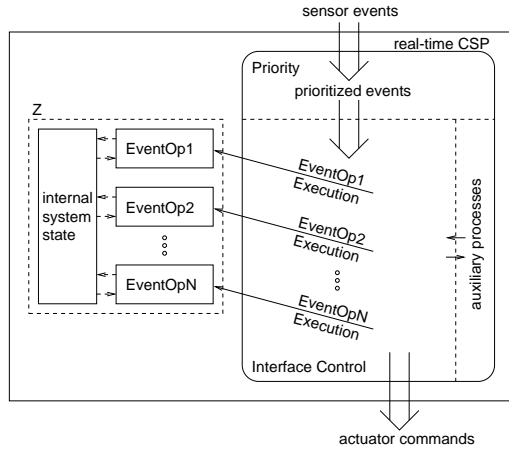 sensor events
real-time CSP
Priority
prioritized events
Z
EventOp1
EventOp1
Execution
internal
system
state
EventOp2
EventOp2
Execution
auxiliary processes
EventOpN
EventOpN
Execution
Interface Control
actuator commands